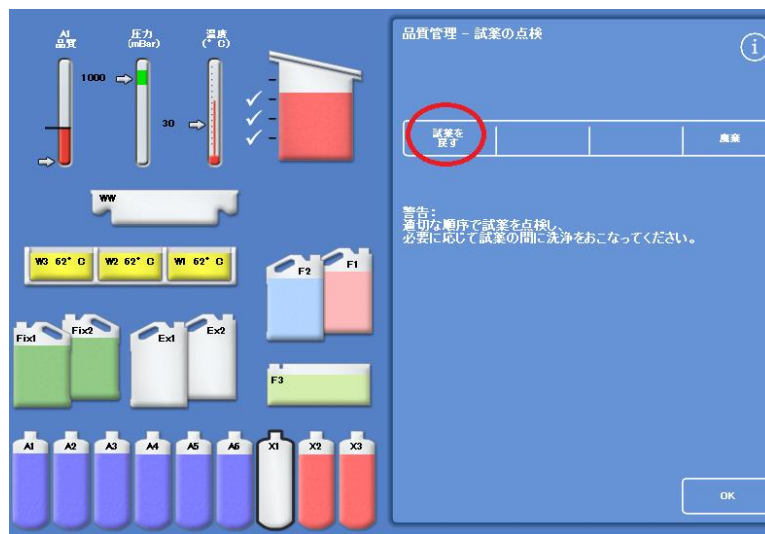 AI
品質
圧力
(mBar)
温度
(° C)
1000
30
WW
W3 62° C
W2 62° C
W1 62° C
F2
F1
Fix1
Fix2
Ex1
Ex2
F3
A1
A2
A3
A4
A5
A6
X1
X2
X3
品質管理 - 試薬の点検
i
試薬を
戻す
廃棄
警告:
適切な順序で試薬を点検し、
必要に応じて試薬の間に洗浄をおこなってください。
OK